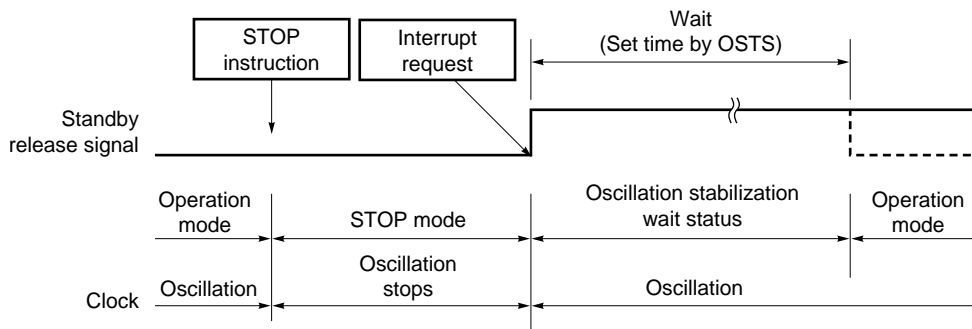 Wait
(Set time by OSTS)
STOP
instruction
Interrupt
request
Standby
release signal
Operation
mode
STOP mode
Oscillation stabilization
wait status
Operation
mode
Clock
Oscillation
Oscillation
stops
Oscillation